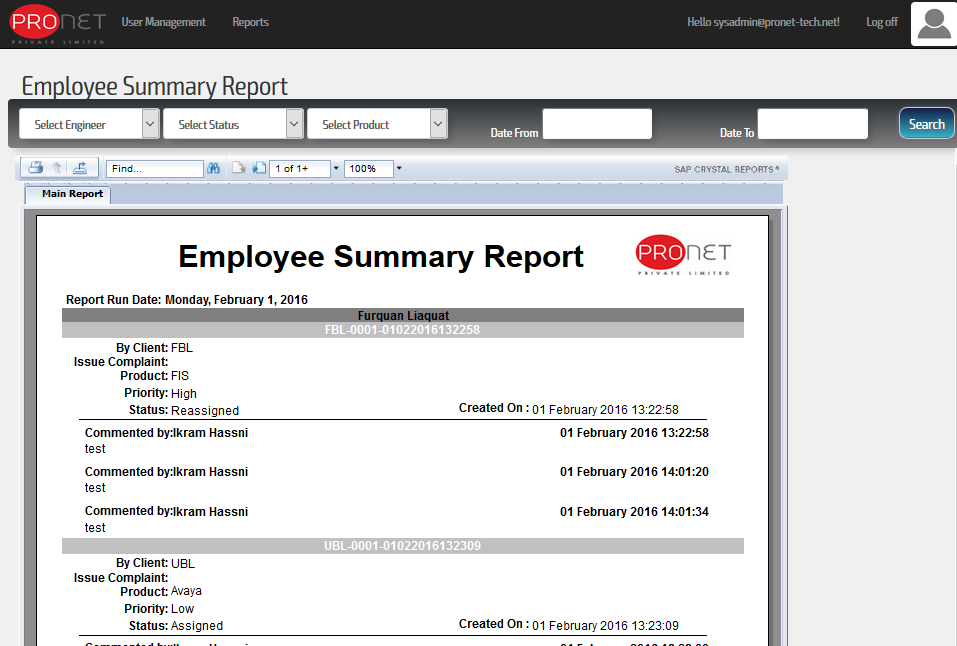 PRONET
PRIVATE LIMITED
User Management Reports Hello sysadmin@pronet-tech.net! Log off
Employee Summary Report
Select Engineer Select Status Select Product Date From Date To Search
Find... 1 of 1+ 100% SAP CRYSTAL REPORTS®
Main Report
Employee Summary Report
PRONET
PRIVATE LIMITED
Report Run Date: Monday, February 1, 2016
Furquan Liaquat
FBL-0001-01022016132258
By Client: FBL
Issue Complaint:
Product: FIS
Priority: High
Status: Reassigned Created On : 01 February 2016 13:22:58
Commented by:Ikram Hassni 01 February 2016 13:22:58
test
Commented by:Ikram Hassni 01 February 2016 14:01:20
test
Commented by:Ikram Hassni 01 February 2016 14:01:34
test
UBL-0001-01022016132309
By Client: UBL
Issue Complaint:
Product: Avaya
Priority: Low
Status: Assigned Created On : 01 February 2016 13:23:09